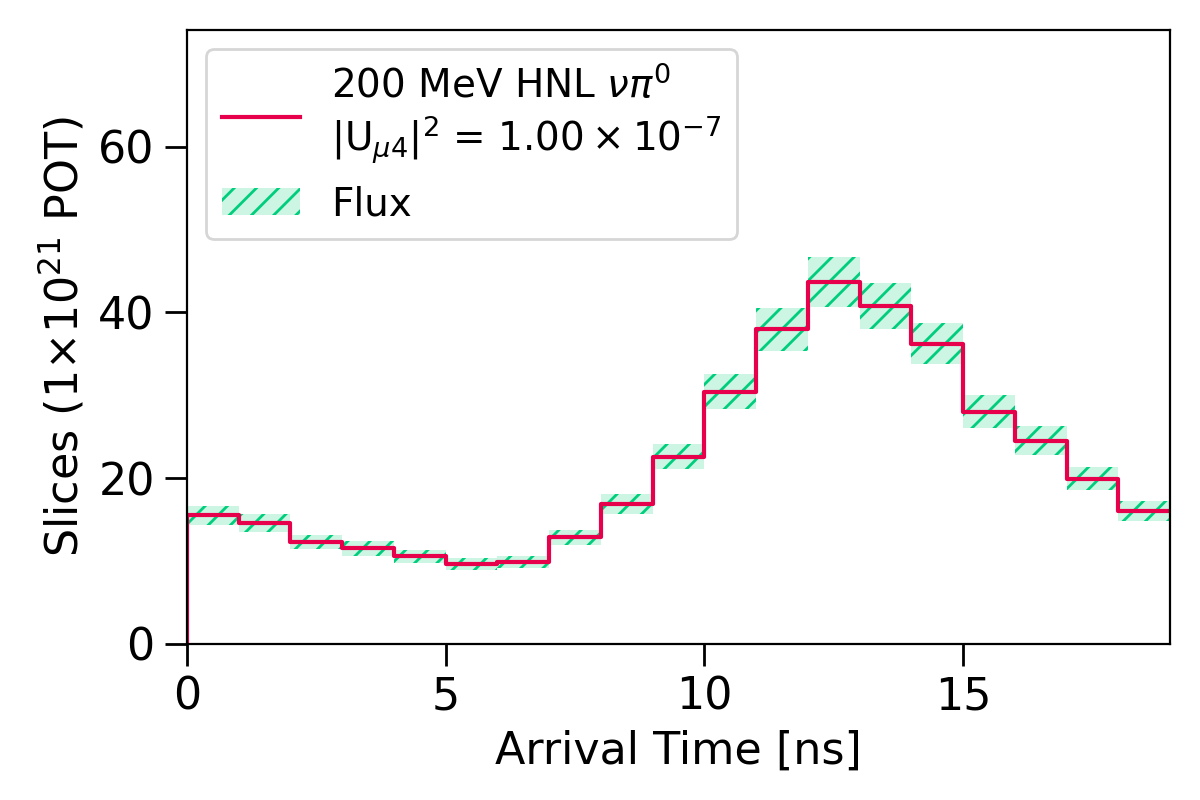 200 MeV HNL νπ⁰
|U_μ4|² = 1.00 × 10⁻⁷
Flux
Slices (1×10²¹ POT)
60
40
20
0
0 5 10 15
Arrival Time [ns]